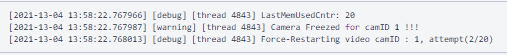 [2021-13-04 13:58:22.767966] [debug] [thread 4843] LastMemUsedCntr: 20
[2021-13-04 13:58:22.767987] [warning] [thread 4843] Camera Freezed for camID 1 !!!
[2021-13-04 13:58:22.768013] [debug] [thread 4843] Force-Restarting video camID : 1, attempt(2/20)